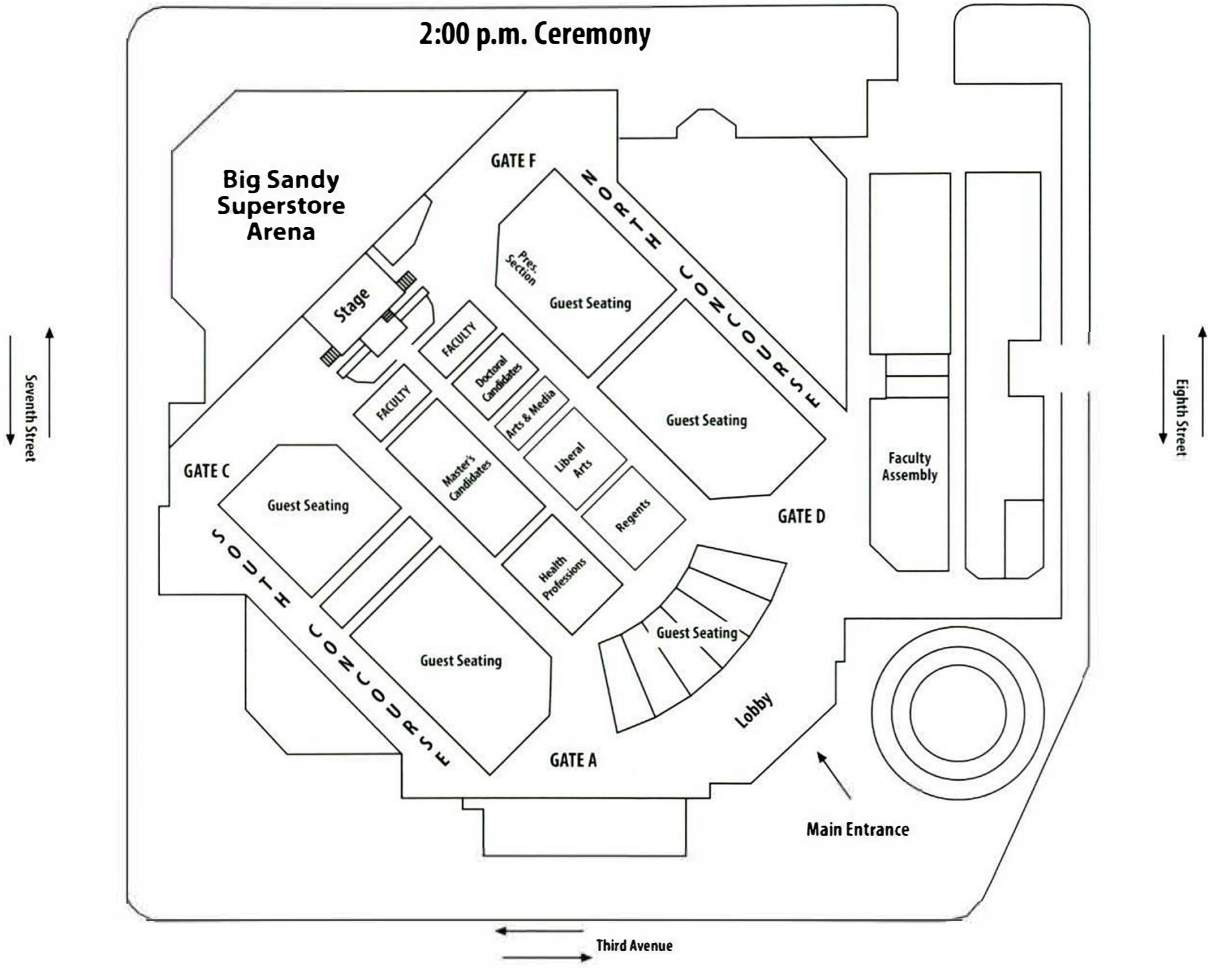 2:00 p.m. Ceremony
Big Sandy
Superstore
Arena
GATE F
NORTH CONCOURSE
Pres.
Section
Guest Seating
Stage
FACULTY
Doctoral
Candidates
Arts & Media
Liberal
Arts
Regents
FACULTY
Master's
Candidates
Health
Professions
Guest Seating
GATE C
Guest Seating
SOUTH CONCOURSE
Guest Seating
Guest Seating
GATE D
Faculty
Assembly
Lobby
GATE A
Main Entrance
Seventh Street
Eighth Street
Third Avenue